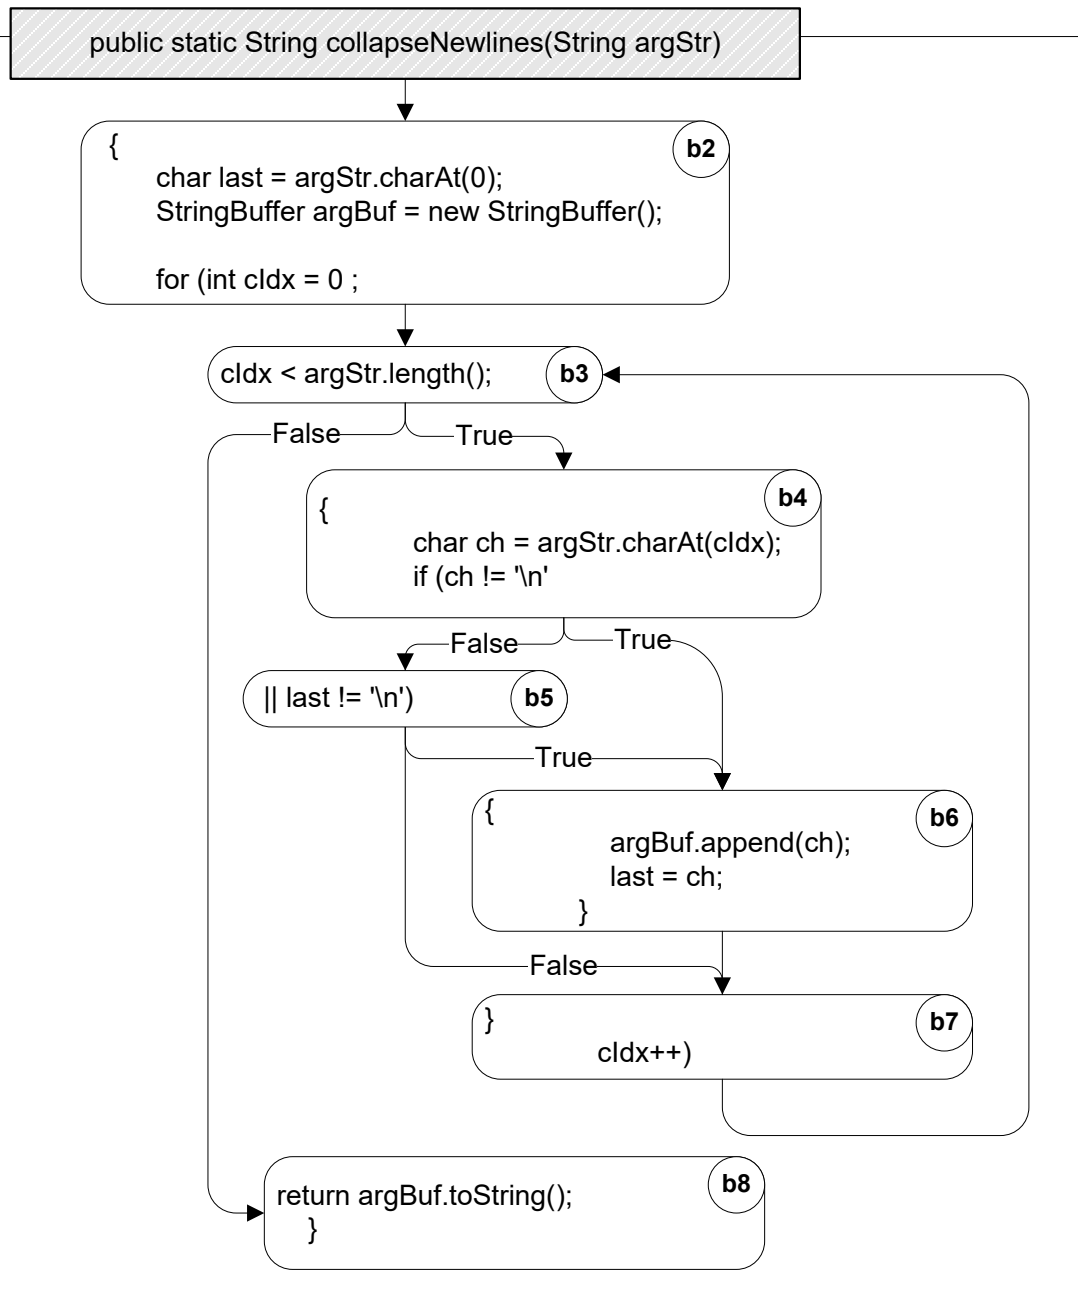 public static String collapseNewlines(String argStr)
{
b2
char last = argStr.charAt(0);
StringBuffer argBuf = new StringBuffer();
for (int cIdx = 0 ;
cIdx < argStr.length();
b3
False
True
b4
{
char ch = argStr.charAt(cIdx);
if (ch != '\n'
False
True
|| last != '\n')
b5
True
{
b6
argBuf.append(ch);
last = ch;
}
False
}
b7
cIdx++)
b8
return argBuf.toString();
}